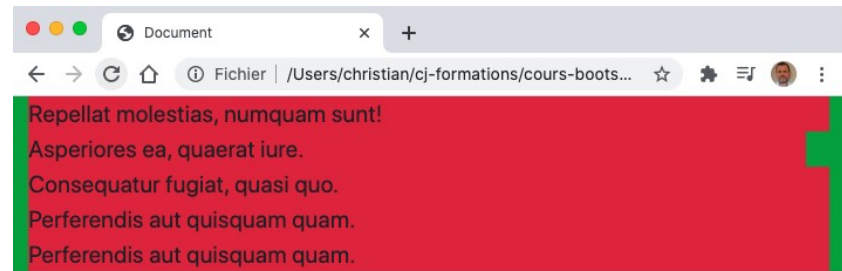 Document
Fichier /Users/christian/cj-formations/cours-boots...
Repellat molestias, numquam sunt!
Asperiores ea, quaerat iure.
Consequatur fugiat, quasi quo.
Perferendis aut quisquam quam.
Perferendis aut quisquam quam.